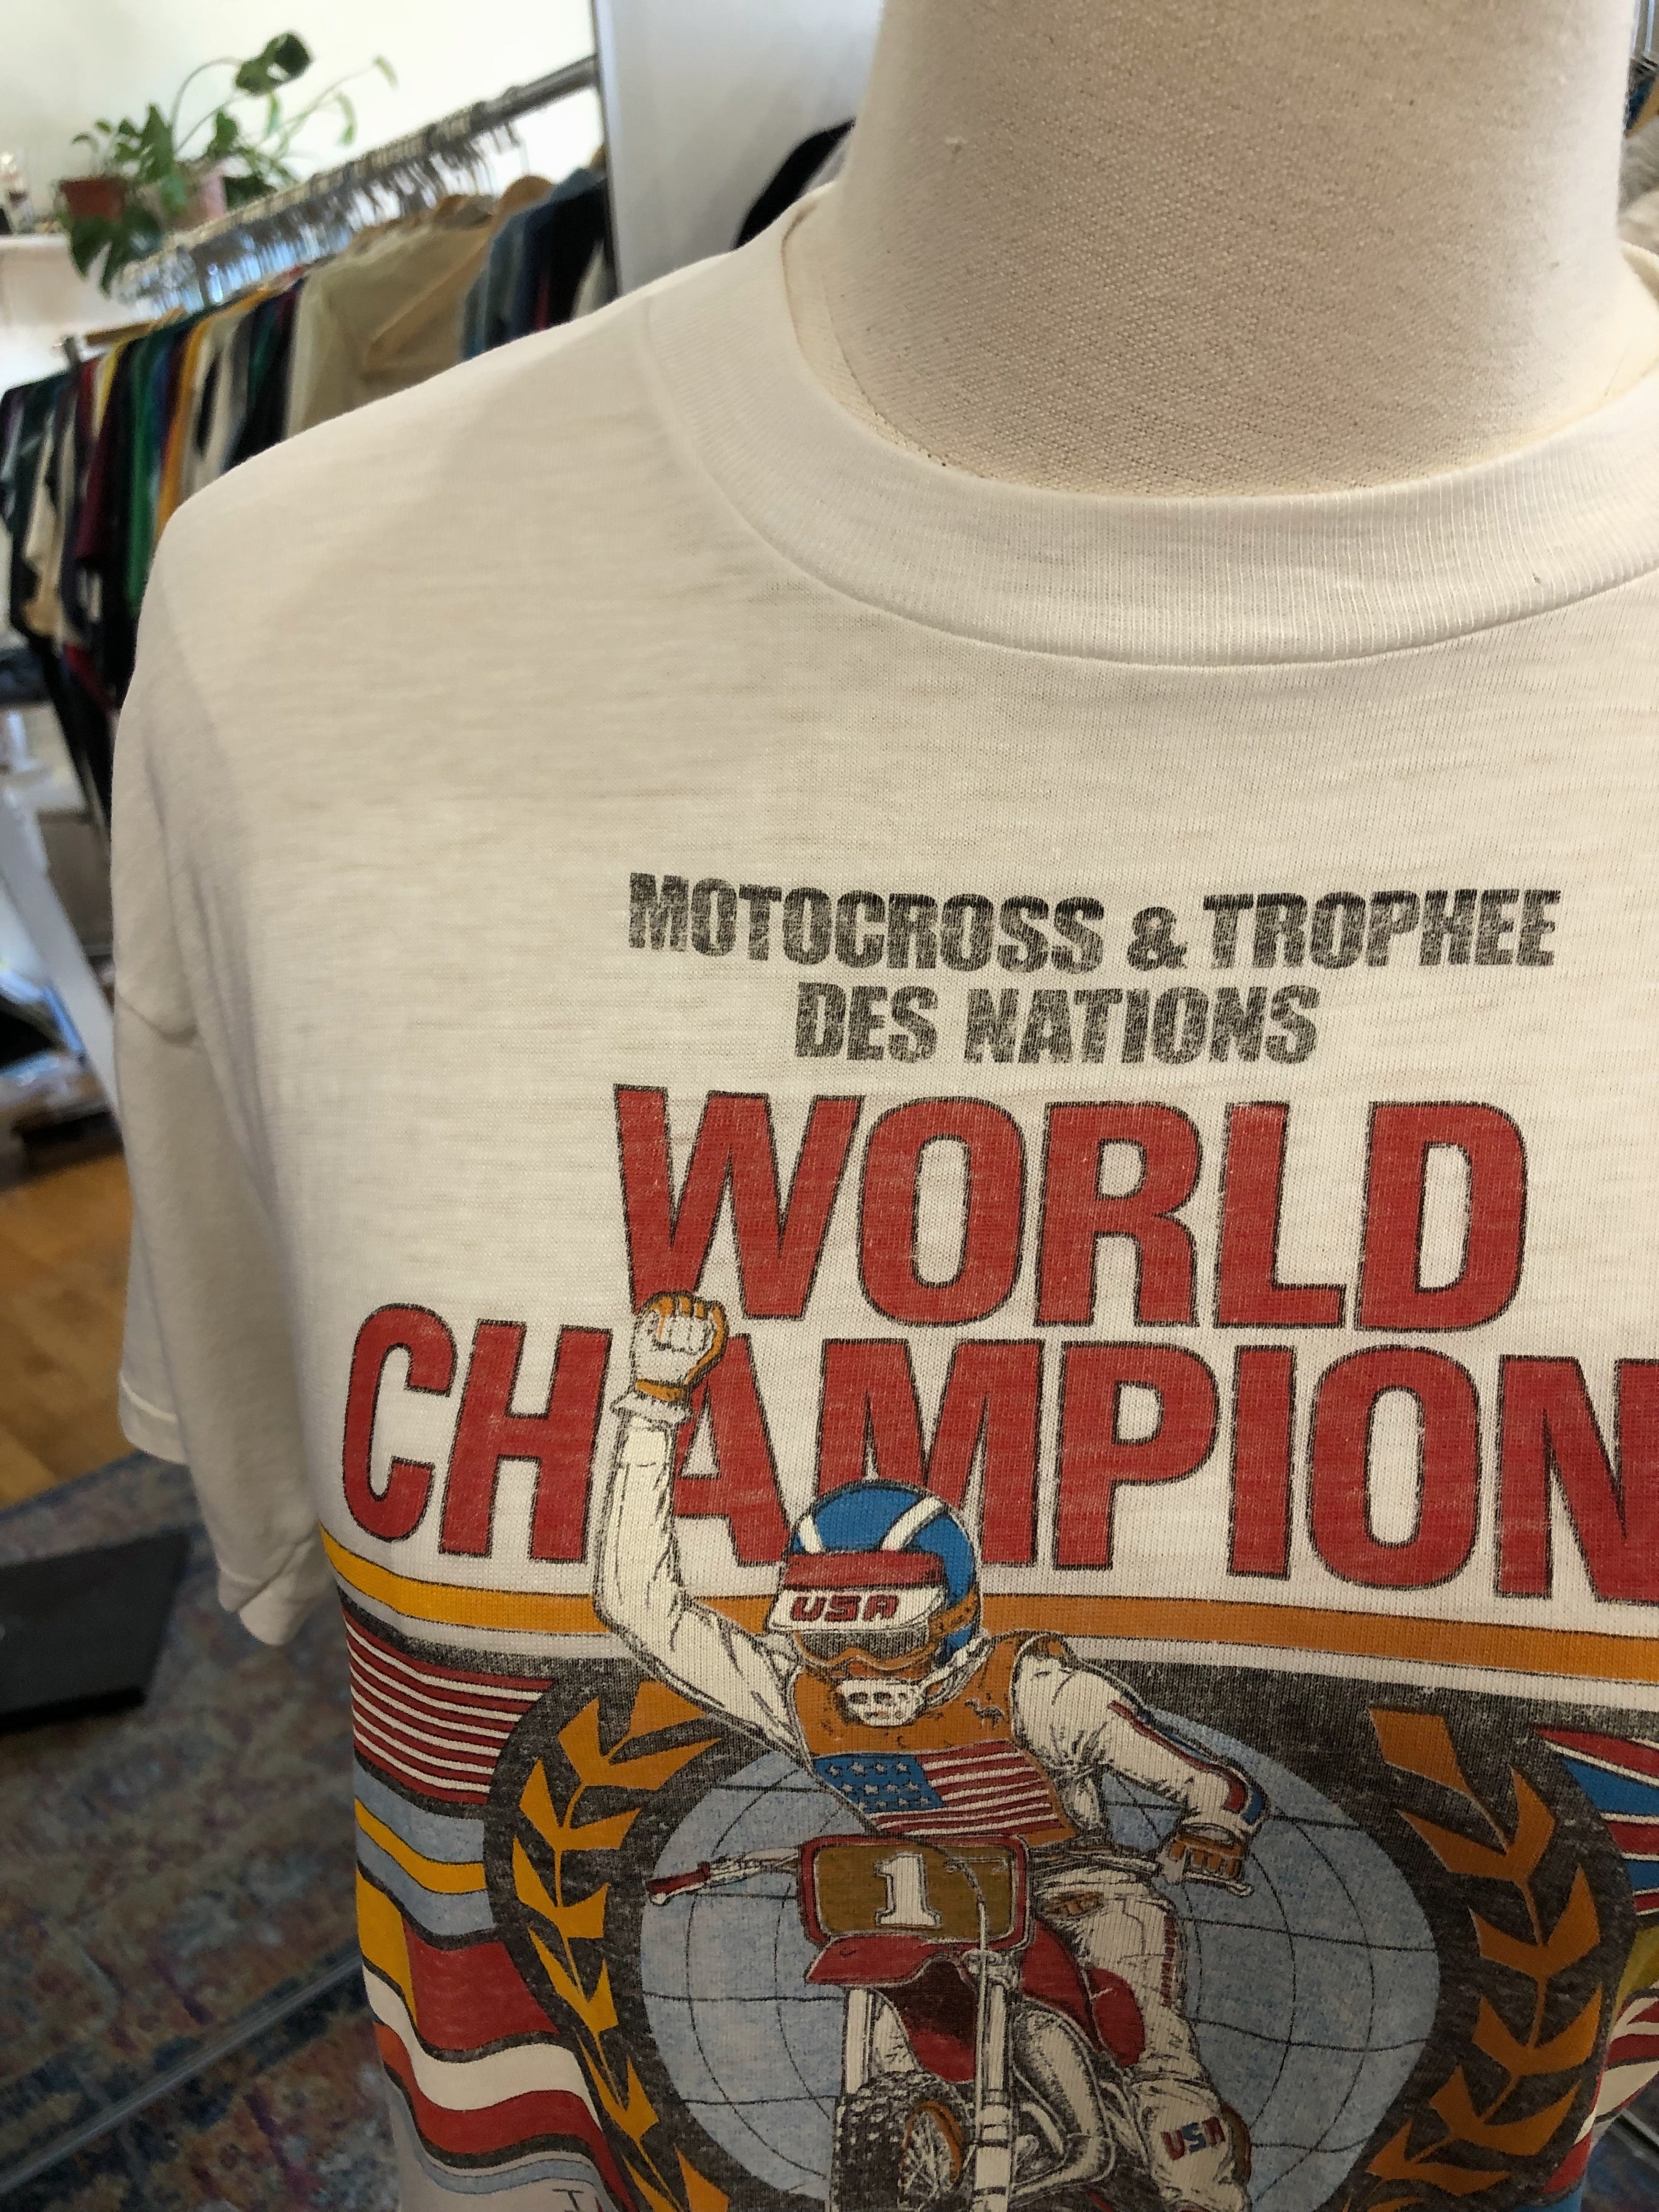 MOTOCROSS & TROPHEE
DES NATIONS
WORLD
CHAMPION
USA
1
USA